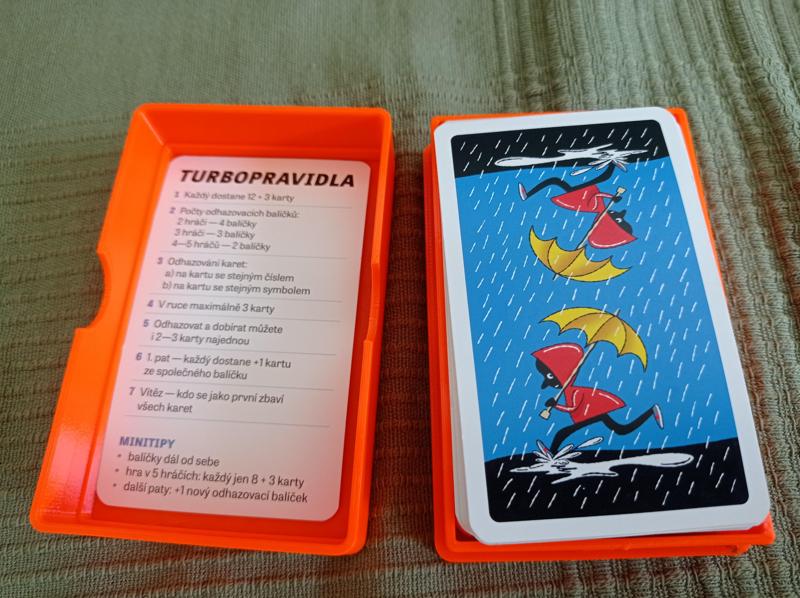 TURBOPRAVIDLA
1 Každý dostane 12 + 3 karty
2 Počty odhazovacích balíčků:
2 hráči — 4 balíčky
3 hráči — 3 balíčky
4—5 hráčů — 2 balíčky
3 Odhazování karet:
a) na kartu se stejným číslem
b) na kartu se stejným symbolem
4 V ruce maximálně 3 karty
5 Odhazovat a dobírat můžete
i 2—3 karty najednou
6 1. pat — každý dostane +1 kartu
ze společného balíčku
7 Vítěz — kdo se jako první zbaví
všech karet
MINITIPY
• balíčky dál od sebe
• hra v 5 hráčích: každý jen 8 + 3 karty
• další paty: +1 nový odhazovací balíček